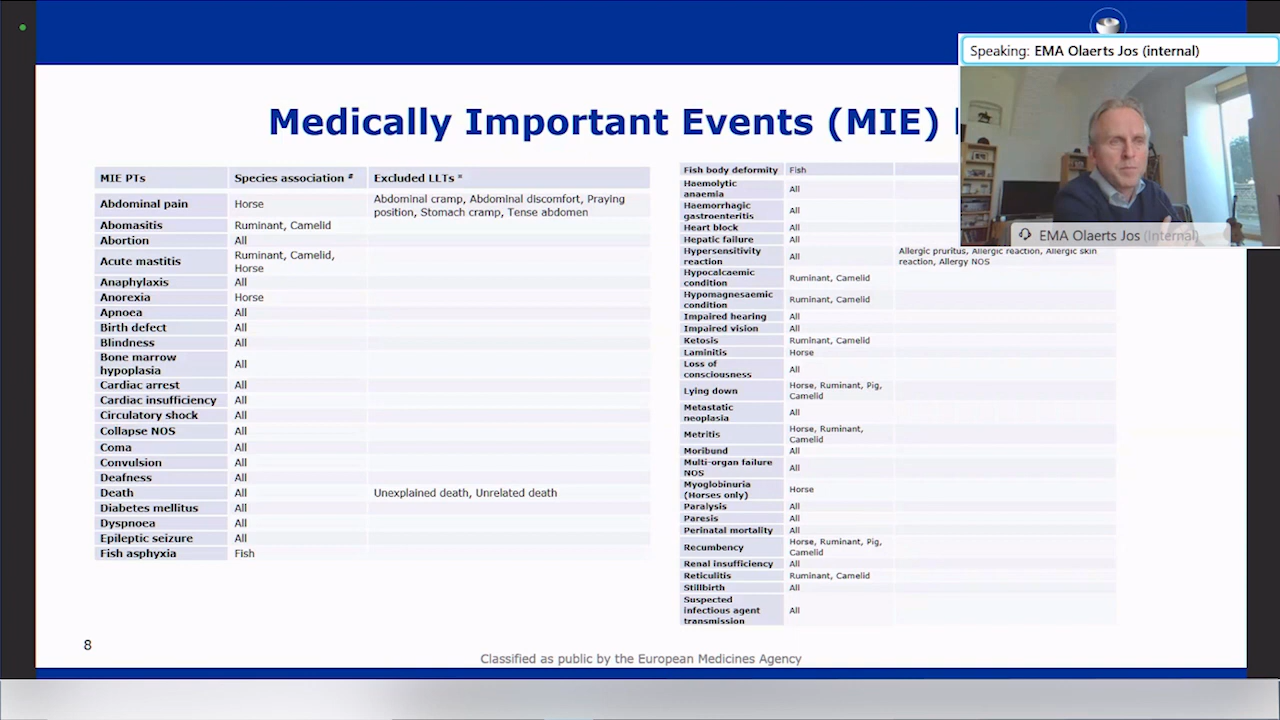 Speaking: EMA Olaerts Jos (internal)
Medically Important Events (MIE)
EMA Olaerts Jos (internal)
MIE PTs Species association # Excluded LLTs *
Abdominal pain Horse Abdominal cramp, Abdominal discomfort, Praying
position, Stomach cramp, Tense abdomen
Abomasitis Ruminant, Camelid
Abortion All
Acute mastitis Ruminant, Camelid,
Horse
Anaphylaxis All
Anorexia Horse
Apnoea All
Birth defect All
Blindness All
Bone marrow
hypoplasia All
Cardiac arrest All
Cardiac insufficiency All
Circulatory shock All
Collapse NOS All
Coma All
Convulsion All
Deafness All
Death All Unexplained death, Unrelated death
Diabetes mellitus All
Dyspnoea All
Epileptic seizure All
Fish asphyxia Fish
Fish body deformity Fish
Haemolytic
anaemia All
Haemorrhagic
gastroenteritis All
Heart block All
Hepatic failure All
Hypersensitivity
reaction All Allergic pruritus, Allergic reaction, Allergic skin
reaction, Allergy NOS
Hypocalcaemic
condition Ruminant, Camelid
Hypomagnesaemic
condition Ruminant, Camelid
Impaired hearing All
Impaired vision All
Ketosis Ruminant, Camelid
Laminitis Horse
Loss of
consciousness All
Lying down Horse, Ruminant, Pig,
Camelid
Metastatic
neoplasia All
Metritis Horse, Ruminant,
Camelid
Moribund All
Multi-organ failure
NOS All
Myoglobinuria
(Horses only) Horse
Paralysis All
Paresis All
Perinatal mortality All
Recumbency Horse, Ruminant, Pig,
Camelid
Renal insufficiency All
Reticulitis Ruminant, Camelid
Stillbirth All
Suspected
infectious agent
transmission All
8
Classified as public by the European Medicines Agency